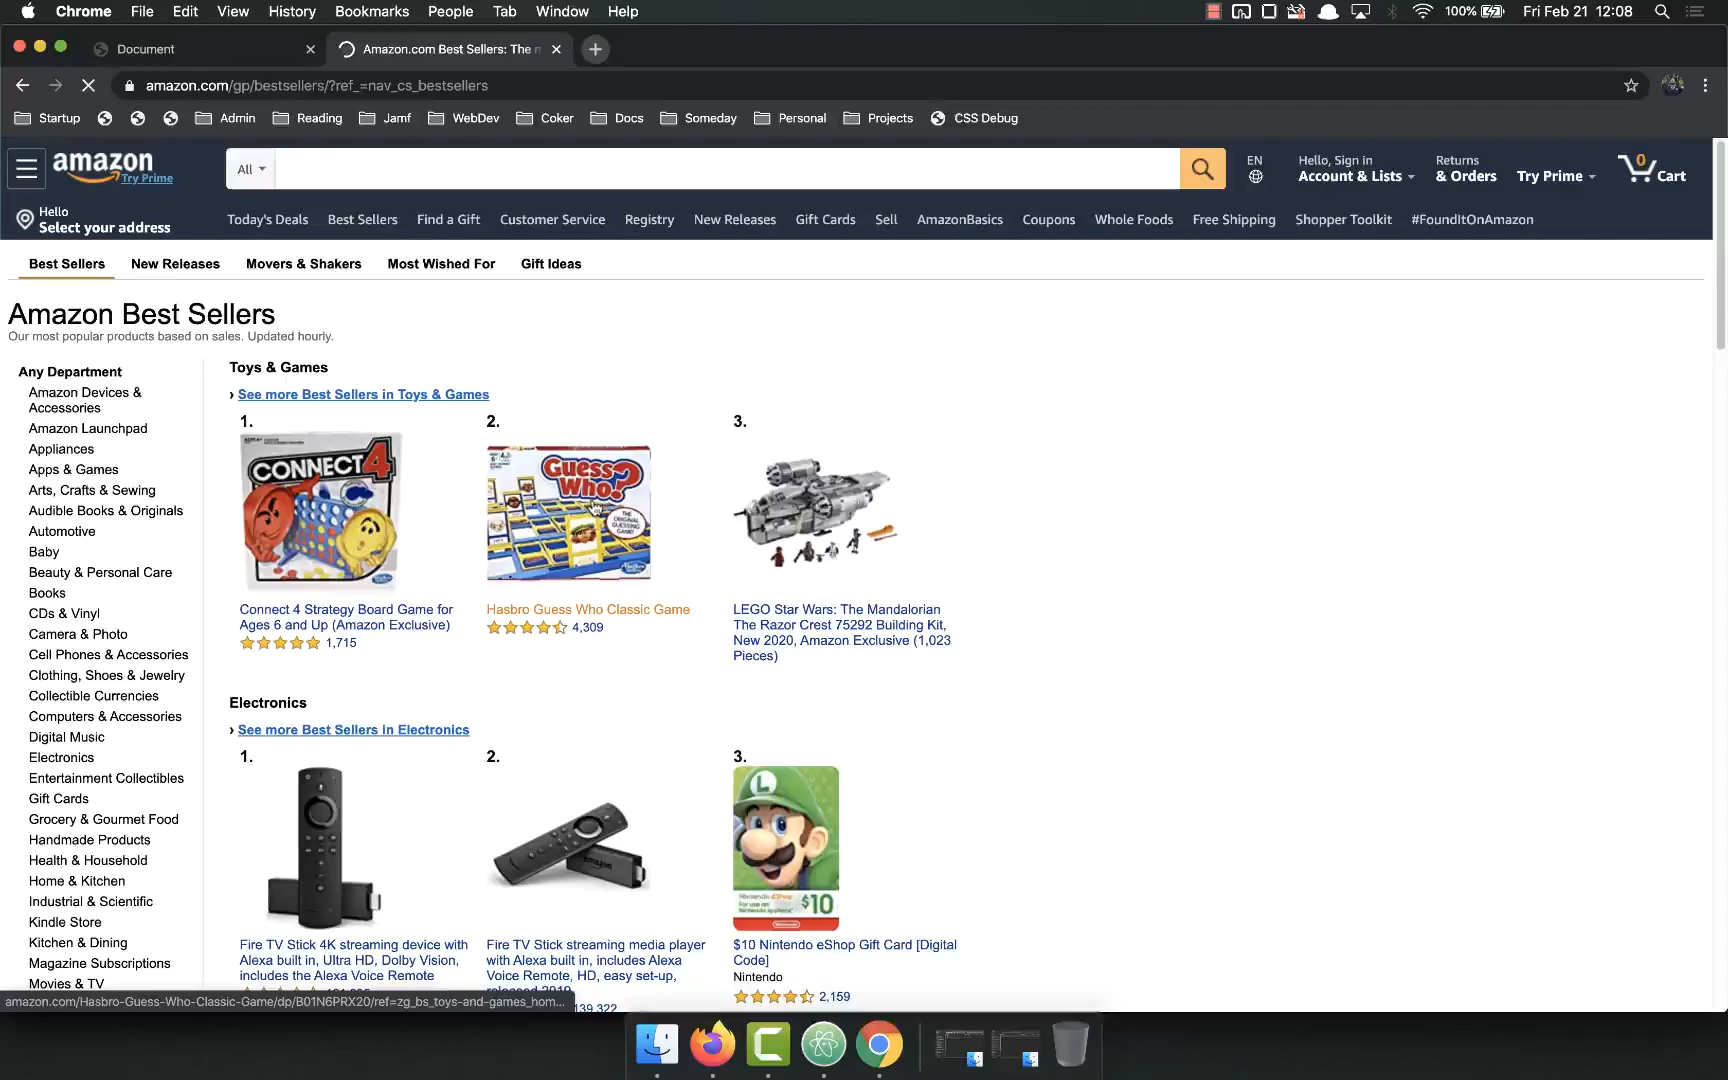 Chrome File Edit View History Bookmarks People Tab Window Help 100% Fri Feb 21 12:08
Document Amazon.com Best Sellers: The m
amazon.com/gp/bestsellers/?ref_=nav_cs_bestsellers
Startup Admin Reading Jamf WebDev Coker Docs Someday Personal Projects CSS Debug
amazon Try Prime All EN Hello, Sign in Account & Lists Returns & Orders Try Prime 0 Cart
Hello
Select your address Today's Deals Best Sellers Find a Gift Customer Service Registry New Releases Gift Cards Sell AmazonBasics Coupons Whole Foods Free Shipping Shopper Toolkit #FoundItOnAmazon
Best Sellers New Releases Movers & Shakers Most Wished For Gift Ideas
Amazon Best Sellers
Our most popular products based on sales. Updated hourly.
Any Department
Amazon Devices &
Accessories
Amazon Launchpad
Appliances
Apps & Games
Arts, Crafts & Sewing
Audible Books & Originals
Automotive
Baby
Beauty & Personal Care
Books
CDs & Vinyl
Camera & Photo
Cell Phones & Accessories
Clothing, Shoes & Jewelry
Collectible Currencies
Computers & Accessories
Digital Music
Electronics
Entertainment Collectibles
Gift Cards
Grocery & Gourmet Food
Handmade Products
Health & Household
Home & Kitchen
Industrial & Scientific
Kindle Store
Kitchen & Dining
Magazine Subscriptions
Movies & TV
Toys & Games
› See more Best Sellers in Toys & Games
1.
CONNECT 4
Connect 4 Strategy Board Game for
Ages 6 and Up (Amazon Exclusive)
1,715
2.
Guess
Who?
THE
ORIGINAL
GUESSING
GAME!
Hasbro Guess Who Classic Game
4,309
3.
LEGO Star Wars: The Mandalorian
The Razor Crest 75292 Building Kit,
New 2020, Amazon Exclusive (1,023
Pieces)
Electronics
› See more Best Sellers in Electronics
1.
Fire TV Stick 4K streaming device with
Alexa built in, Ultra HD, Dolby Vision,
includes the Alexa Voice Remote
2.
amazon
Fire TV Stick streaming media player
with Alexa built in, includes Alexa
Voice Remote, HD, easy set-up,
released 2019
139,322
3.
L
$10
$10 Nintendo eShop Gift Card [Digital
Code]
Nintendo
2,159
amazon.com/Hasbro-Guess-Who-Classic-Game/dp/B01N6PRX20/ref=zg_bs_toys-and-games_hom...